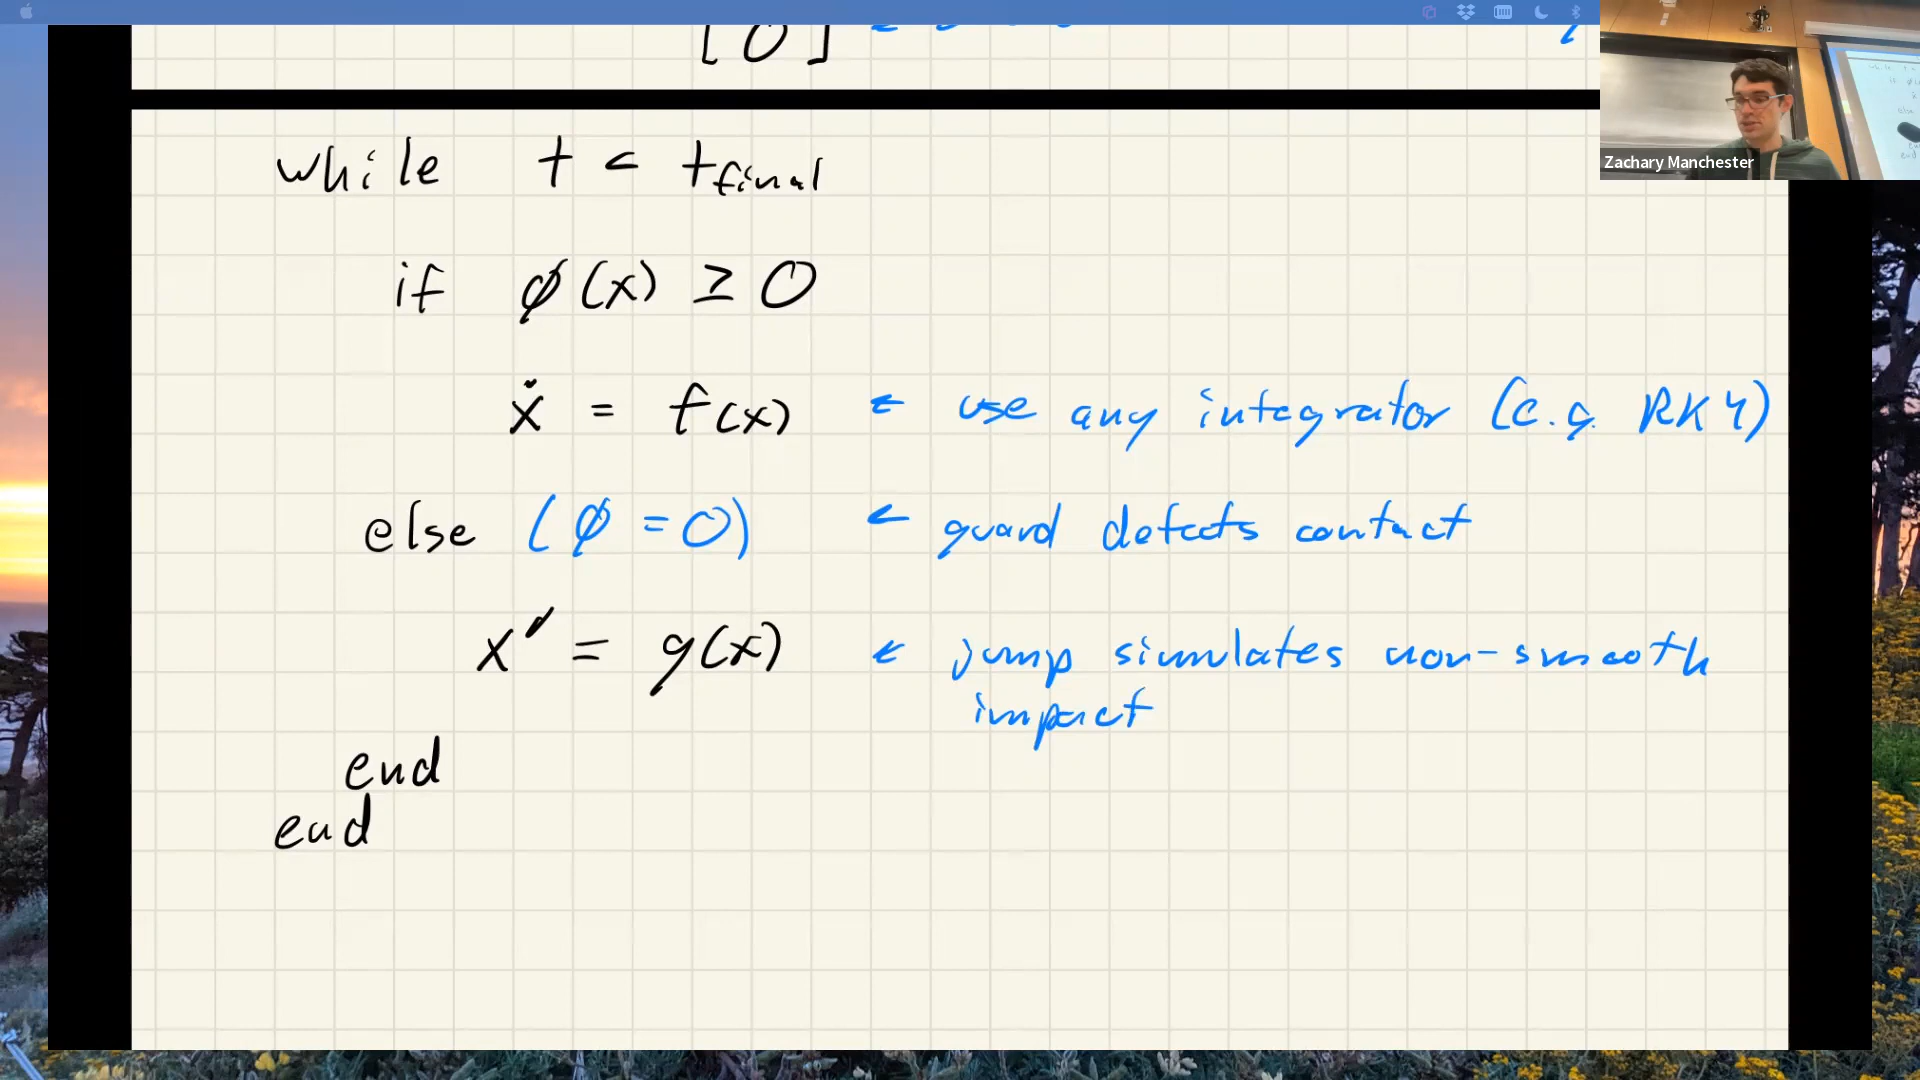 [ 0 ]
while t < t_final
if ϕ(x) ≥ 0
ẋ = f(x) ← use any integrator (e.g. RK4)
else (ϕ = 0) ← guard detects contact
x' = g(x) ← jump simulates non-smooth
impact
end
end
Zachary Manchester